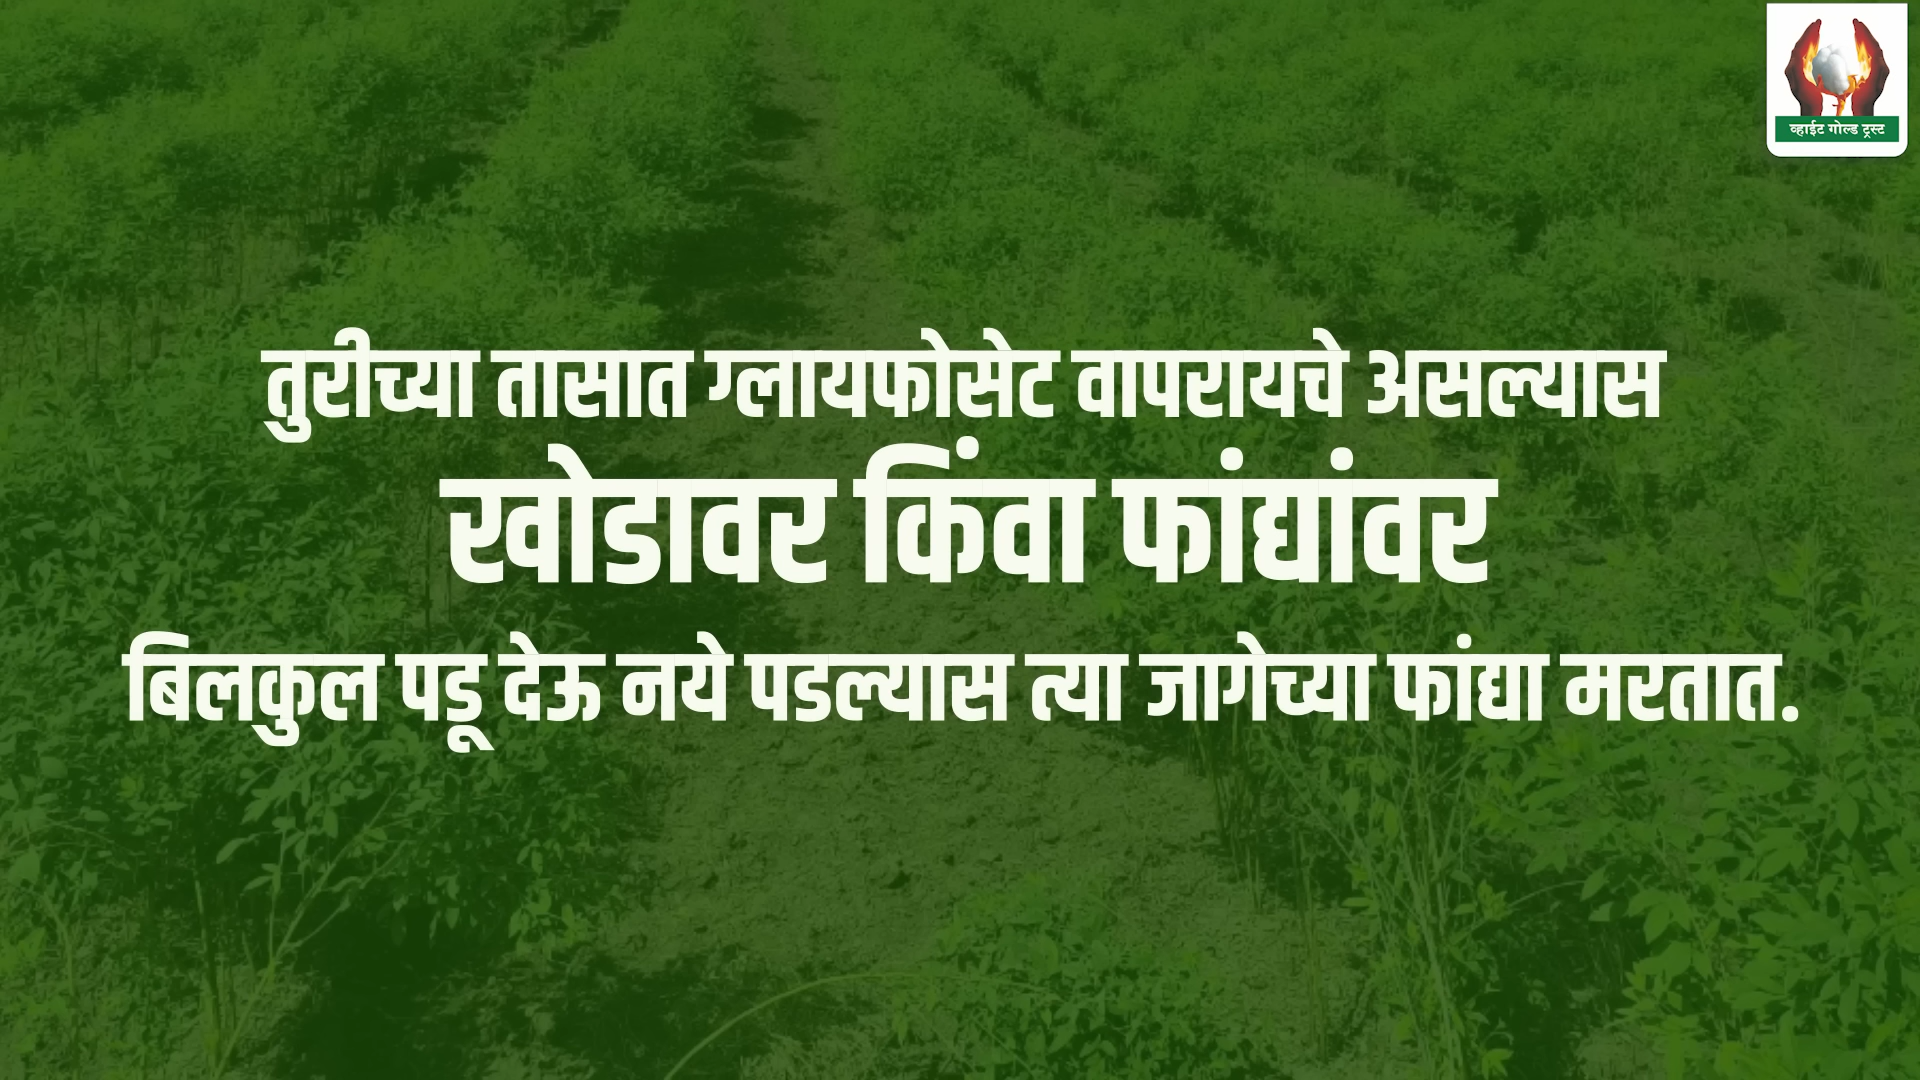 व्हाईट गोल्ड ट्रस्ट
तुरीच्या तासात ग्लायफोसेट वापरायचे असल्यास
खोडावर किंवा फांद्यांवर
बिलकुल पडू देऊ नये पडल्यास त्या जागेच्या फांद्या मरतात.